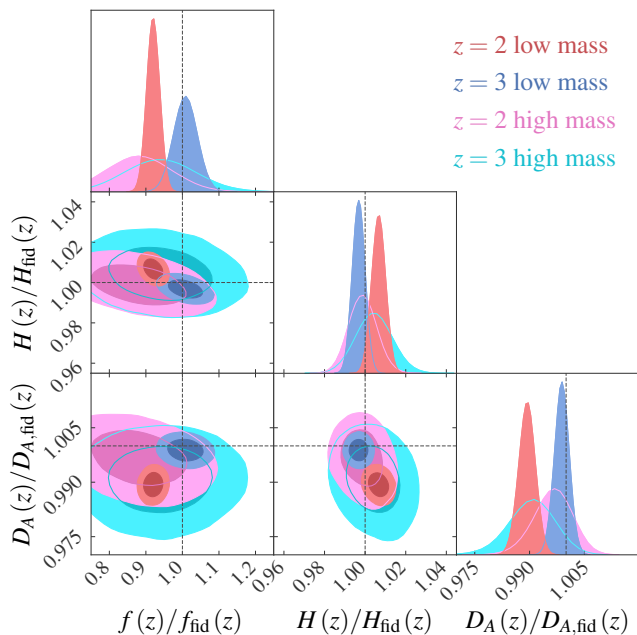 z = 2 low mass
z = 3 low mass
z = 2 high mass
z = 3 high mass
1.04
1.02
1.00
0.98
0.96
H(z)/H_fid(z)
1.005
0.990
0.975
D_A(z)/D_A,fid(z)
0.8 0.9 1.0 1.1 1.2
0.96 0.98 1.00 1.02 1.04
0.975 0.990 1.005
f(z)/f_fid(z) H(z)/H_fid(z) D_A(z)/D_A,fid(z)